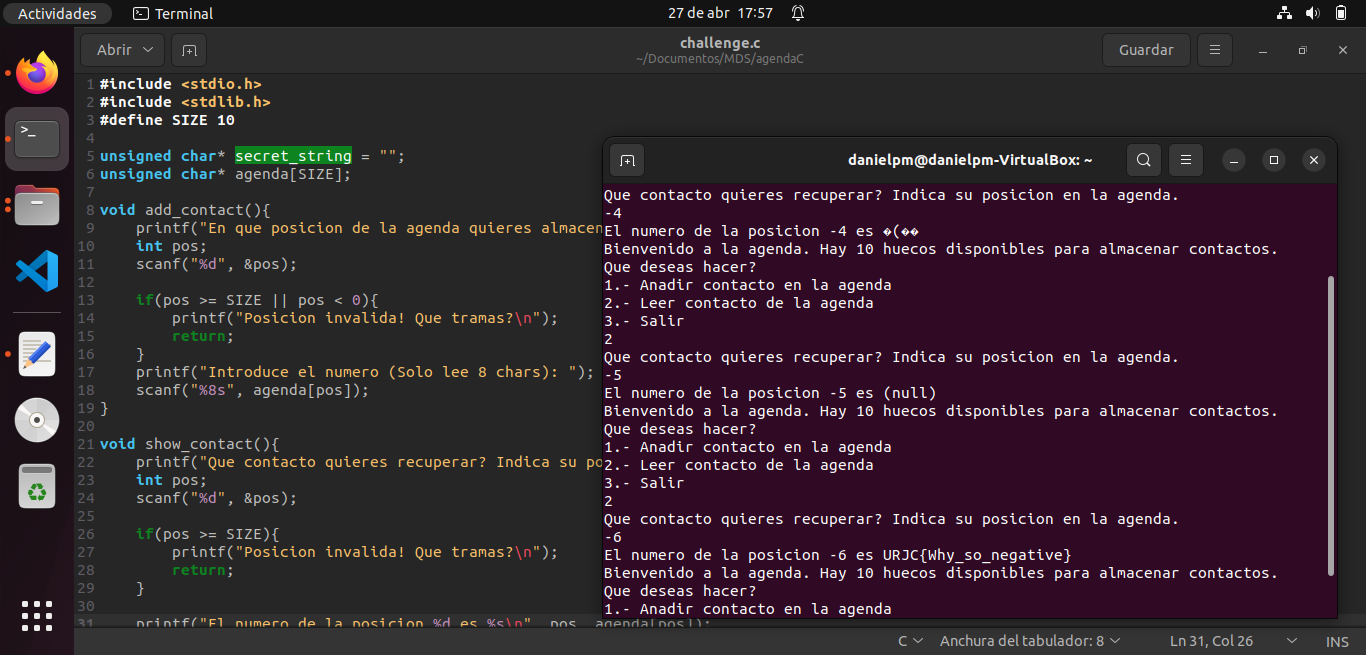 Actividades
Terminal
27 de abr 17:57
Abrir
challenge.c
~/Documentos/MDS/agendaC
Guardar
1 #include <stdio.h>
2 #include <stdlib.h>
3 #define SIZE 10
4
5 unsigned char* secret_string = "";
6 unsigned char* agenda[SIZE];
7
8 void add_contact(){
9 printf("En que posicion de la agenda quieres almacen
10 int pos;
11 scanf("%d", &pos);
12
13 if(pos >= SIZE || pos < 0){
14 printf("Posicion invalida! Que tramas?\n");
15 return;
16 }
17 printf("Introduce el numero (Solo lee 8 chars): ");
18 scanf("%8s", agenda[pos]);
19 }
20
21 void show_contact(){
22 printf("Que contacto quieres recuperar? Indica su po
23 int pos;
24 scanf("%d", &pos);
25
26 if(pos >= SIZE){
27 printf("Posicion invalida! Que tramas?\n");
28 return;
29 }
30
31 printf("El numero de la posicion %d es %s\n", pos, agenda[pos]);
C
Anchura del tabulador: 8
Ln 31, Col 26
INS
danielpm@danielpm-VirtualBox: ~
Que contacto quieres recuperar? Indica su posicion en la agenda.
-4
El numero de la posicion -4 es �(��
Bienvenido a la agenda. Hay 10 huecos disponibles para almacenar contactos.
Que deseas hacer?
1.- Anadir contacto en la agenda
2.- Leer contacto de la agenda
3.- Salir
2
Que contacto quieres recuperar? Indica su posicion en la agenda.
-5
El numero de la posicion -5 es (null)
Bienvenido a la agenda. Hay 10 huecos disponibles para almacenar contactos.
Que deseas hacer?
1.- Anadir contacto en la agenda
2.- Leer contacto de la agenda
3.- Salir
2
Que contacto quieres recuperar? Indica su posicion en la agenda.
-6
El numero de la posicion -6 es URJC{Why_so_negative}
Bienvenido a la agenda. Hay 10 huecos disponibles para almacenar contactos.
Que deseas hacer?
1.- Anadir contacto en la agenda